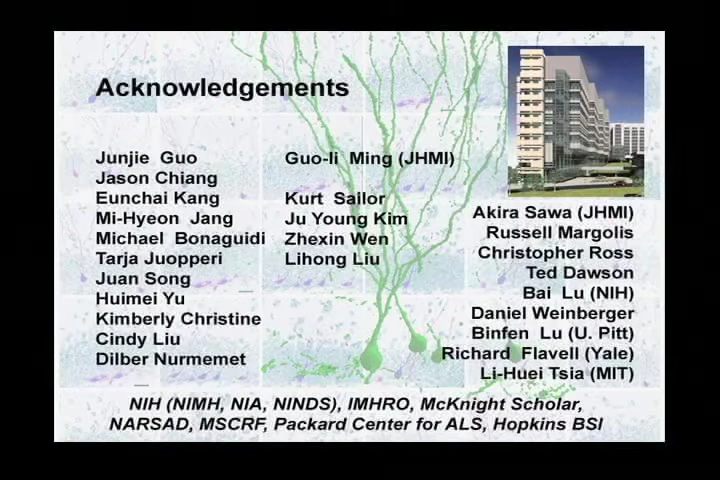 Acknowledgements
Junjie Guo
Jason Chiang
Eunchai Kang
Mi-Hyeon Jang
Michael Bonaguidi
Tarja Juopperi
Juan Song
Huimei Yu
Kimberly Christine
Cindy Liu
Dilber Nurmemet
Guo-li Ming (JHMI)
Kurt Sailor
Ju Young Kim
Zhexin Wen
Lihong Liu
Akira Sawa (JHMI)
Russell Margolis
Christopher Ross
Ted Dawson
Bai Lu (NIH)
Daniel Weinberger
Binfen Lu (U. Pitt)
Richard Flavell (Yale)
Li-Huei Tsia (MIT)
NIH (NIMH, NIA, NINDS), IMHRO, McKnight Scholar,
NARSAD, MSCRF, Packard Center for ALS, Hopkins BSI